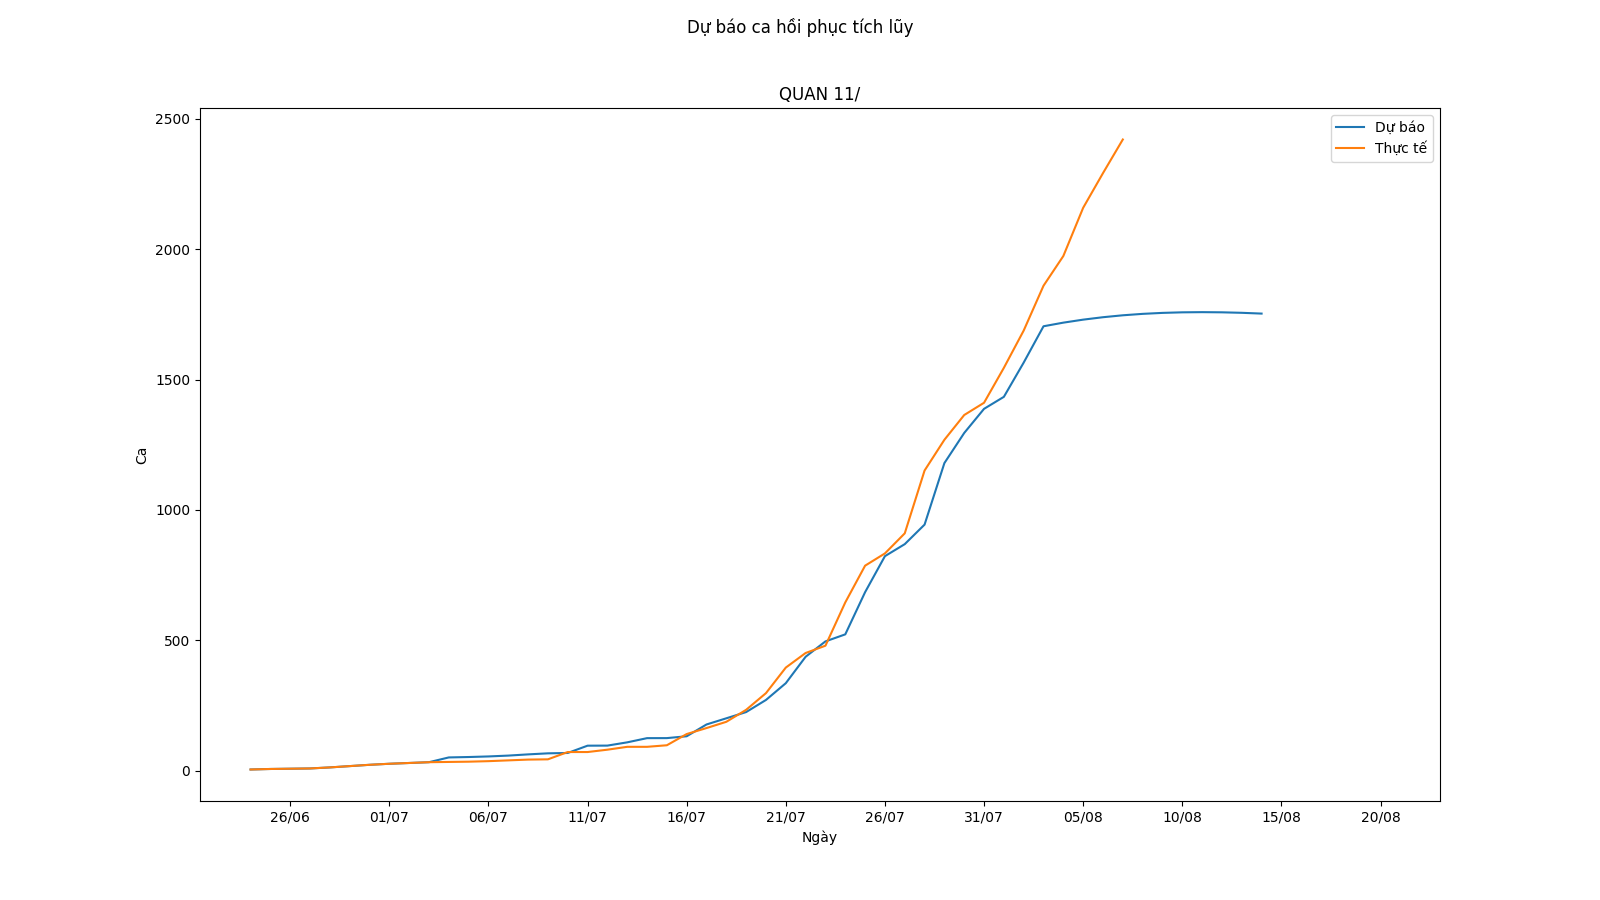 Dự báo ca hồi phục tích lũy
QUAN 11/
2500
2000
1500
1000
500
0
Ca
Dự báo
Thực tế
26/06 01/07 06/07 11/07 16/07 21/07 26/07 31/07 05/08 10/08 15/08 20/08
Ngày